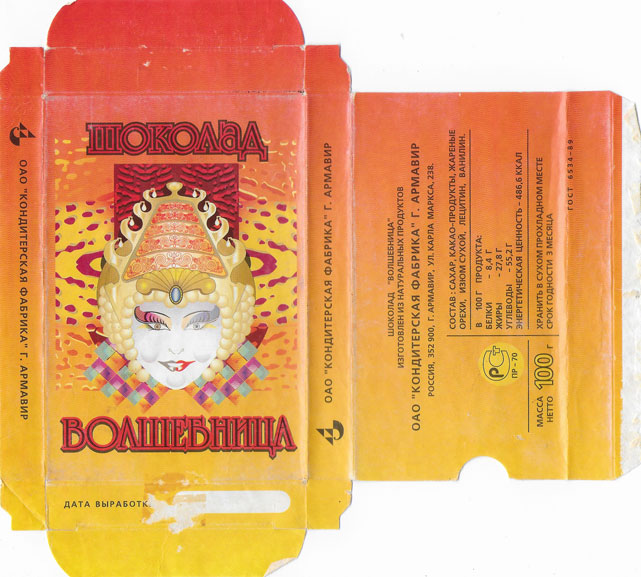 ОАО "КОНДИТЕРСКАЯ ФАБРИКА" Г. АРМАВИР
ШОКОЛАД
ВОЛШЕБНИЦА
ДАТА ВЫРАБОТК
ОАО "КОНДИТЕРСКАЯ ФАБРИКА" Г. АРМАВИР
ШОКОЛАД "ВОЛШЕБНИЦА"
ИЗГОТОВЛЕН ИЗ НАТУРАЛЬНЫХ ПРОДУКТОВ
ОАО "КОНДИТЕРСКАЯ ФАБРИКА" Г. АРМАВИР
РОССИЯ, 352 900, Г. АРМАВИР, УЛ. КАРЛА МАРКСА, 238.
СОСТАВ : САХАР, КАКАО-ПРОДУКТЫ, ЖАРЕНЫЕ
ОРЕХИ, ИЗЮМ СУХОЙ, ЛЕЦИТИН, ВАНИЛИН.
В 100 Г ПРОДУКТА:
БЕЛКИ - 8,4 Г
ЖИРЫ - 27,8 Г
УГЛЕВОДЫ - 55,2 Г
ЭНЕРГЕТИЧЕСКАЯ ЦЕННОСТЬ - 486,6 ККАЛ
РСТ
ПР - 70
МАССА
НЕТТО 100 Г
ХРАНИТЬ В СУХОМ ПРОХЛАДНОМ МЕСТЕ
СРОК ГОДНОСТИ 3 МЕСЯЦА
ГОСТ 6534-89